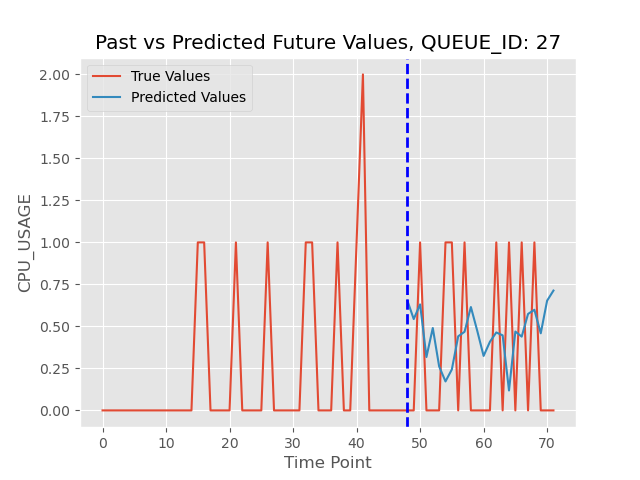 Past vs Predicted Future Values, QUEUE_ID: 27
True Values
Predicted Values
CPU_USAGE
2.00
1.75
1.50
1.25
1.00
0.75
0.50
0.25
0.00
0 10 20 30 40 50 60 70
Time Point